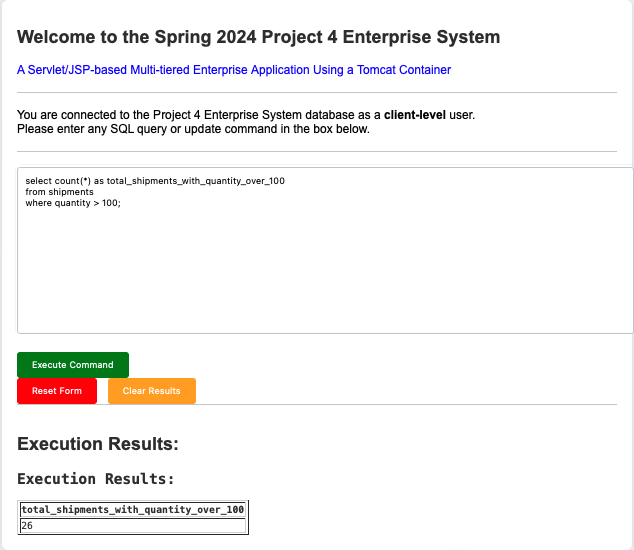 Welcome to the Spring 2024 Project 4 Enterprise System
A Servlet/JSP-based Multi-tiered Enterprise Application Using a Tomcat Container
You are connected to the Project 4 Enterprise System database as a client-level user.
Please enter any SQL query or update command in the box below.
select count(*) as total_shipments_with_quantity_over_100
from shipments
where quantity > 100;
Execute Command
Reset Form Clear Results
Execution Results:
Execution Results:
total_shipments_with_quantity_over_100
26